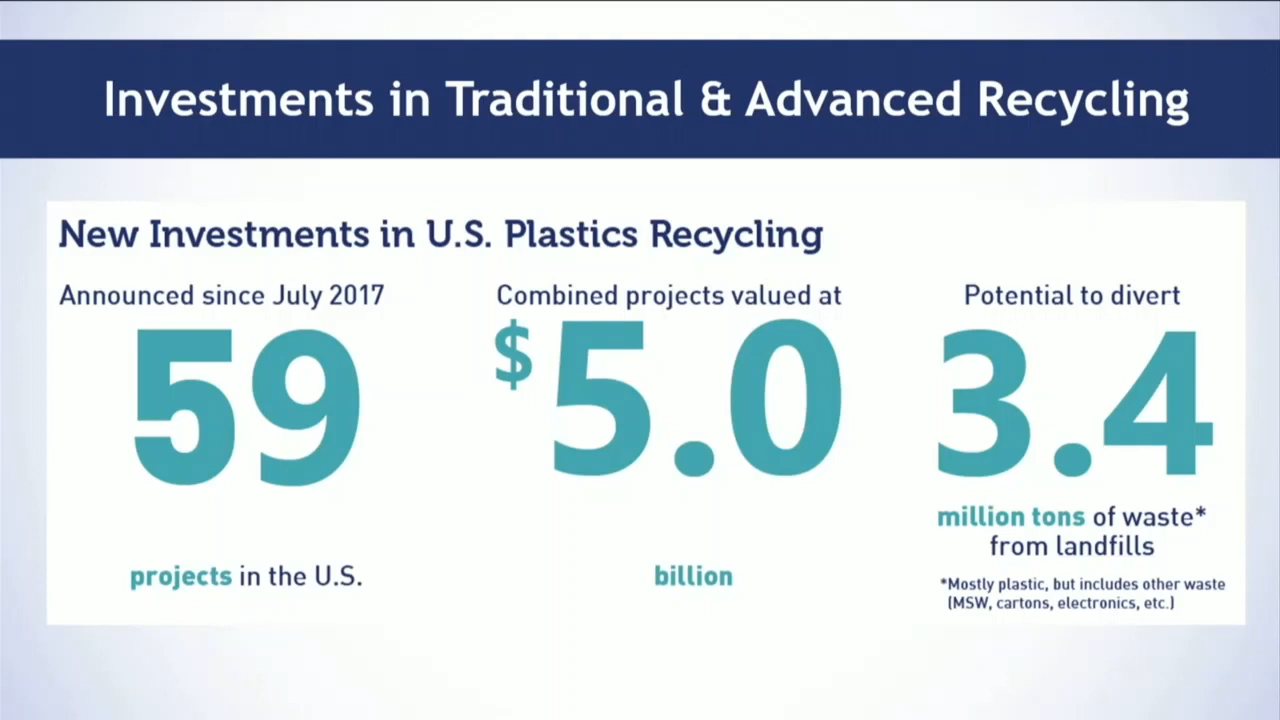 Investments in Traditional & Advanced Recycling
New Investments in U.S. Plastics Recycling
Announced since July 2017
59
projects in the U.S.
Combined projects valued at
$5.0
billion
Potential to divert
3.4
million tons of waste*
from landfills
*Mostly plastic, but includes other waste
(MSW, cartons, electronics, etc.)